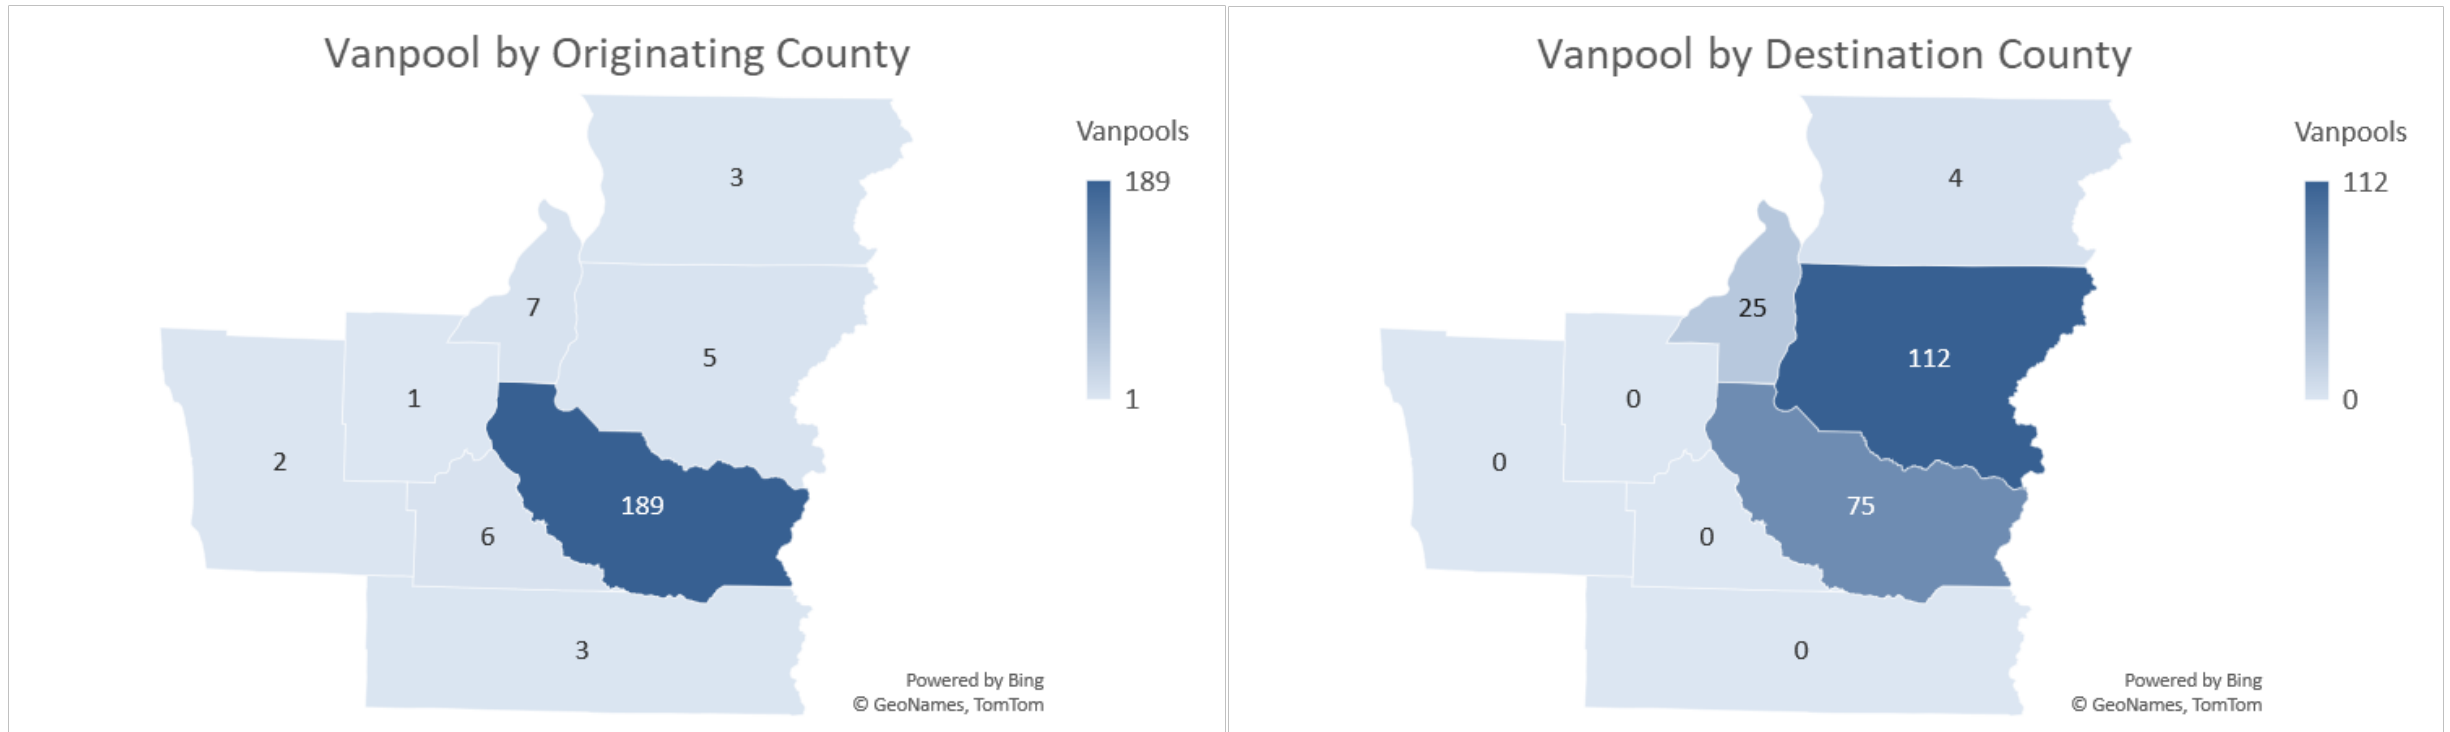 Vanpool by Originating County
Vanpools
189
1
3
7
5
1
2
189
6
3
Powered by Bing
© GeoNames, TomTom
Vanpool by Destination County
Vanpools
112
0
4
25
112
0
0
75
0
0
Powered by Bing
© GeoNames, TomTom